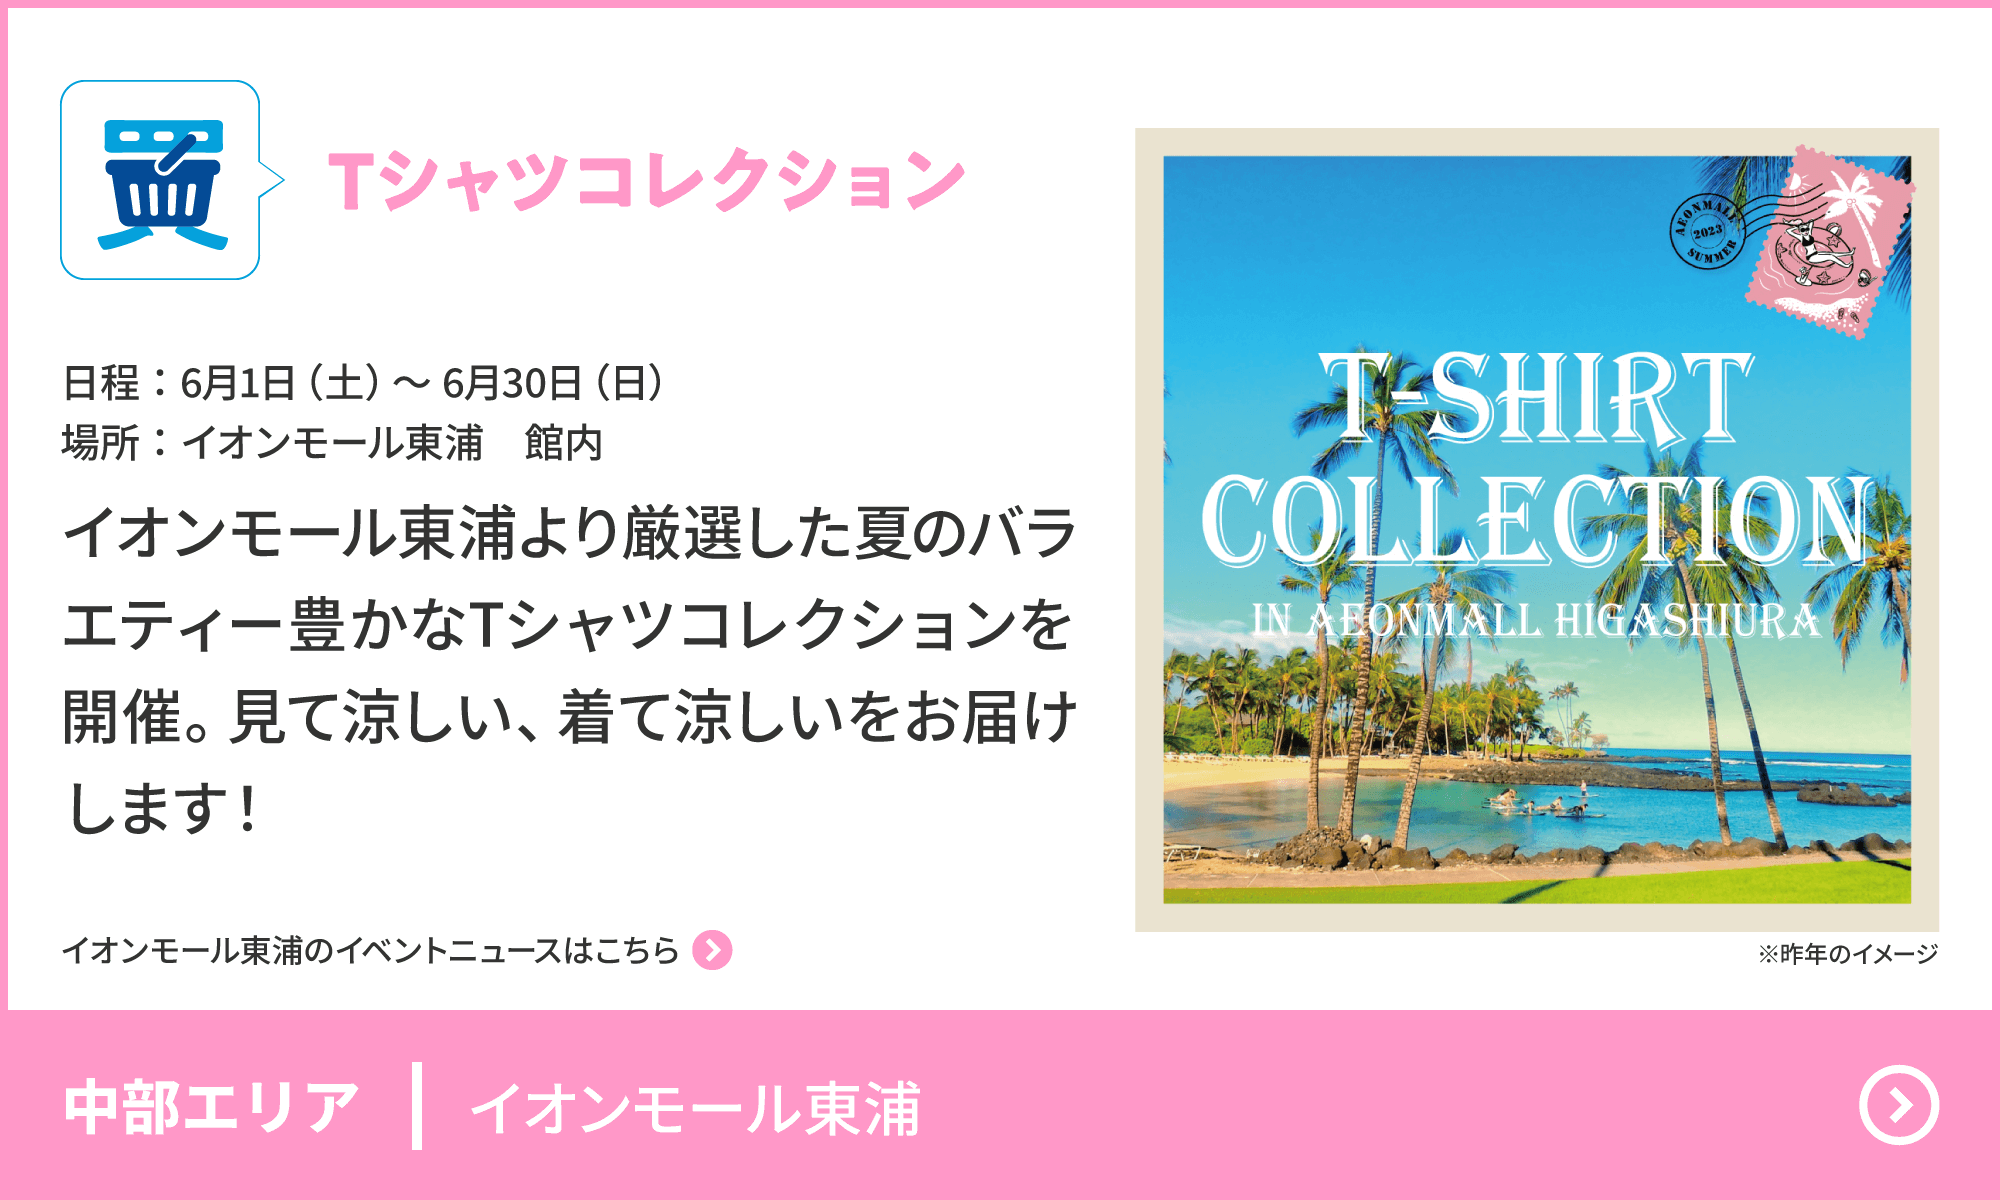 Tシャツコレクション
日程：6月1日（土）～ 6月30日（日）
場所：イオンモール東浦　館内
イオンモール東浦より厳選した夏のバラ
エティー豊かなTシャツコレクションを
開催。見て涼しい、着て涼しいをお届け
します！
イオンモール東浦のイベントニュースはこちら
AEONMALL
2023
SUMMER
T-SHIRT
COLLECTION
IN AEONMALL HIGASHIURA
※昨年のイメージ
中部エリア
イオンモール東浦